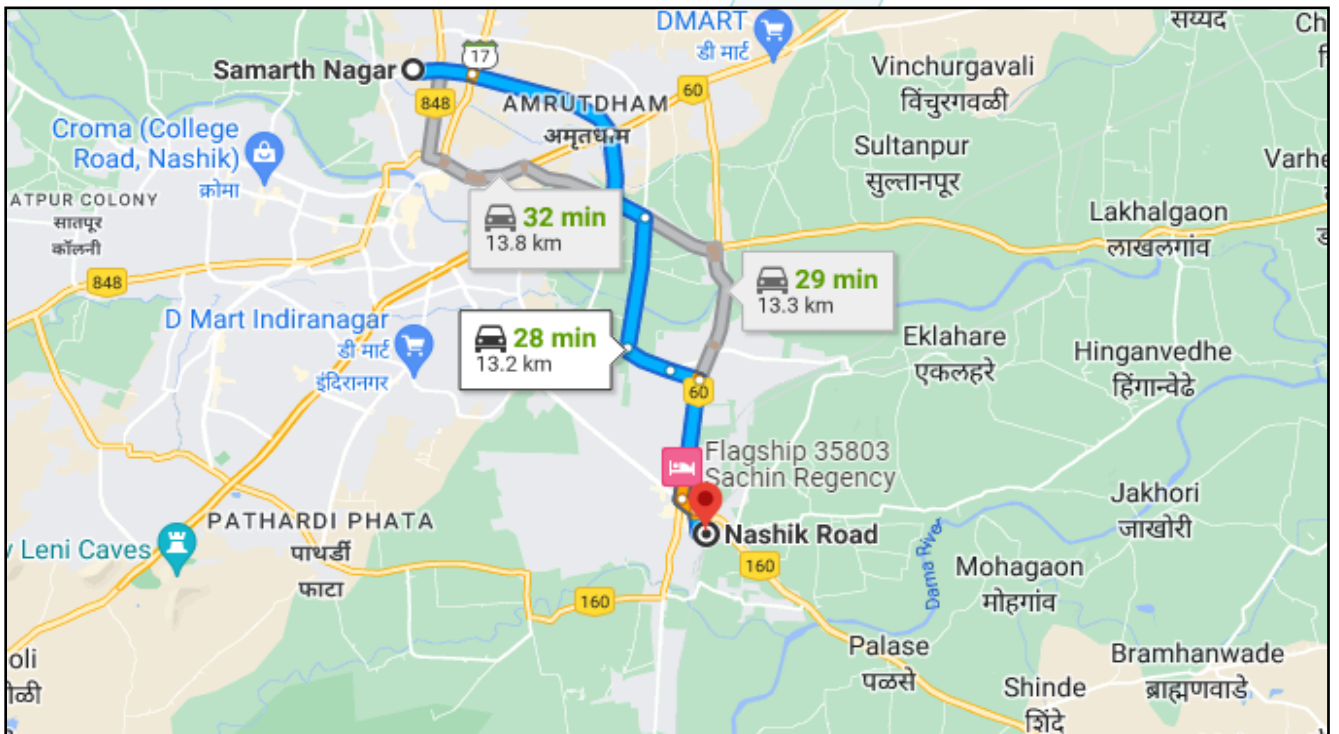 DMART
डी मार्ट
सय्यद
Ch
17
Samarth Nagar
848
AMRUTDHAM
अमृतधाम
60
Vinchurgavali
विंचुरगवळी
Croma (College
Road, Nashik)
क्रोमा
Sultanpur
सुल्तानपूर
Varhe
ATPUR COLONY
सातपूर
कॉलनी
32 min
13.8 km
Lakhalgaon
लाखलगांव
848
29 min
13.3 km
D Mart Indiranagar
डी मार्ट
इंदिरानगर
28 min
13.2 km
Eklahare
एकलहरे
Hinganvedhe
हिंगान्वेढे
60
Flagship 35803
Sachin Regency
Jakhori
जाखोरी
PATHARDI PHATA
पाथर्डी
फाटा
y Leni Caves
Nashik Road
Darna River
160
Mohagaon
मोहगांव
160
Palase
पळसे
Bramhanwade
ब्राह्मणवाडे
oli
Shinde
शिंदे